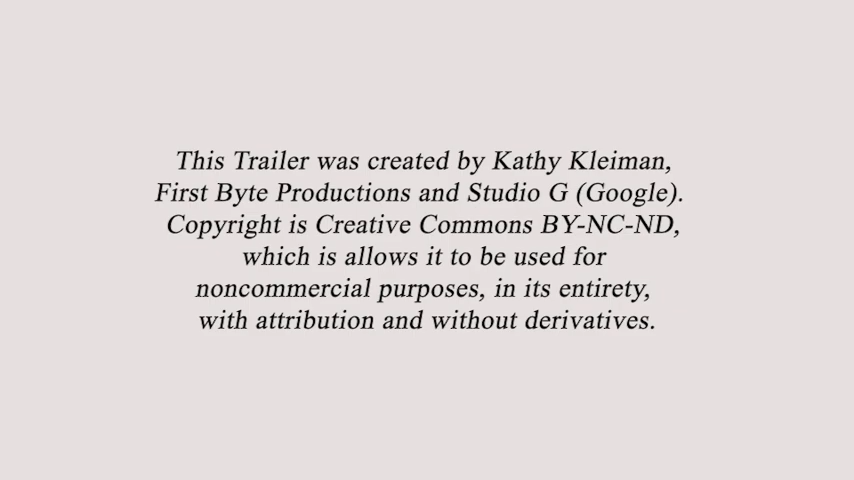 This Trailer was created by Kathy Kleiman,
First Byte Productions and Studio G (Google).
Copyright is Creative Commons BY-NC-ND,
which is allows it to be used for
noncommercial purposes, in its entirety,
with attribution and without derivatives.